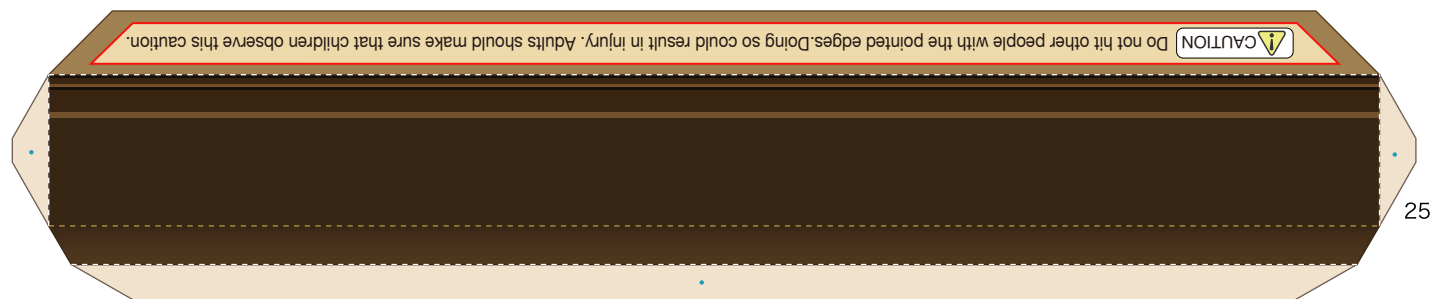 CAUTION Do not hit other people with the pointed edges.Doing so could result in injury. Adults should make sure that children observe this caution.
25